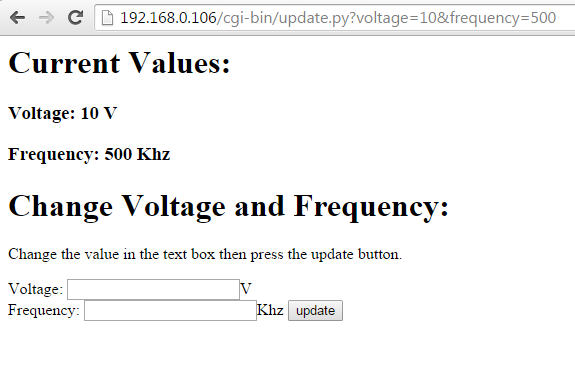 192.168.0.106/cgi-bin/update.py?voltage=10&frequency=500
Current Values:
Voltage: 10 V
Frequency: 500 Khz
Change Voltage and Frequency:
Change the value in the text box then press the update button.
Voltage: V
Frequency: Khz update